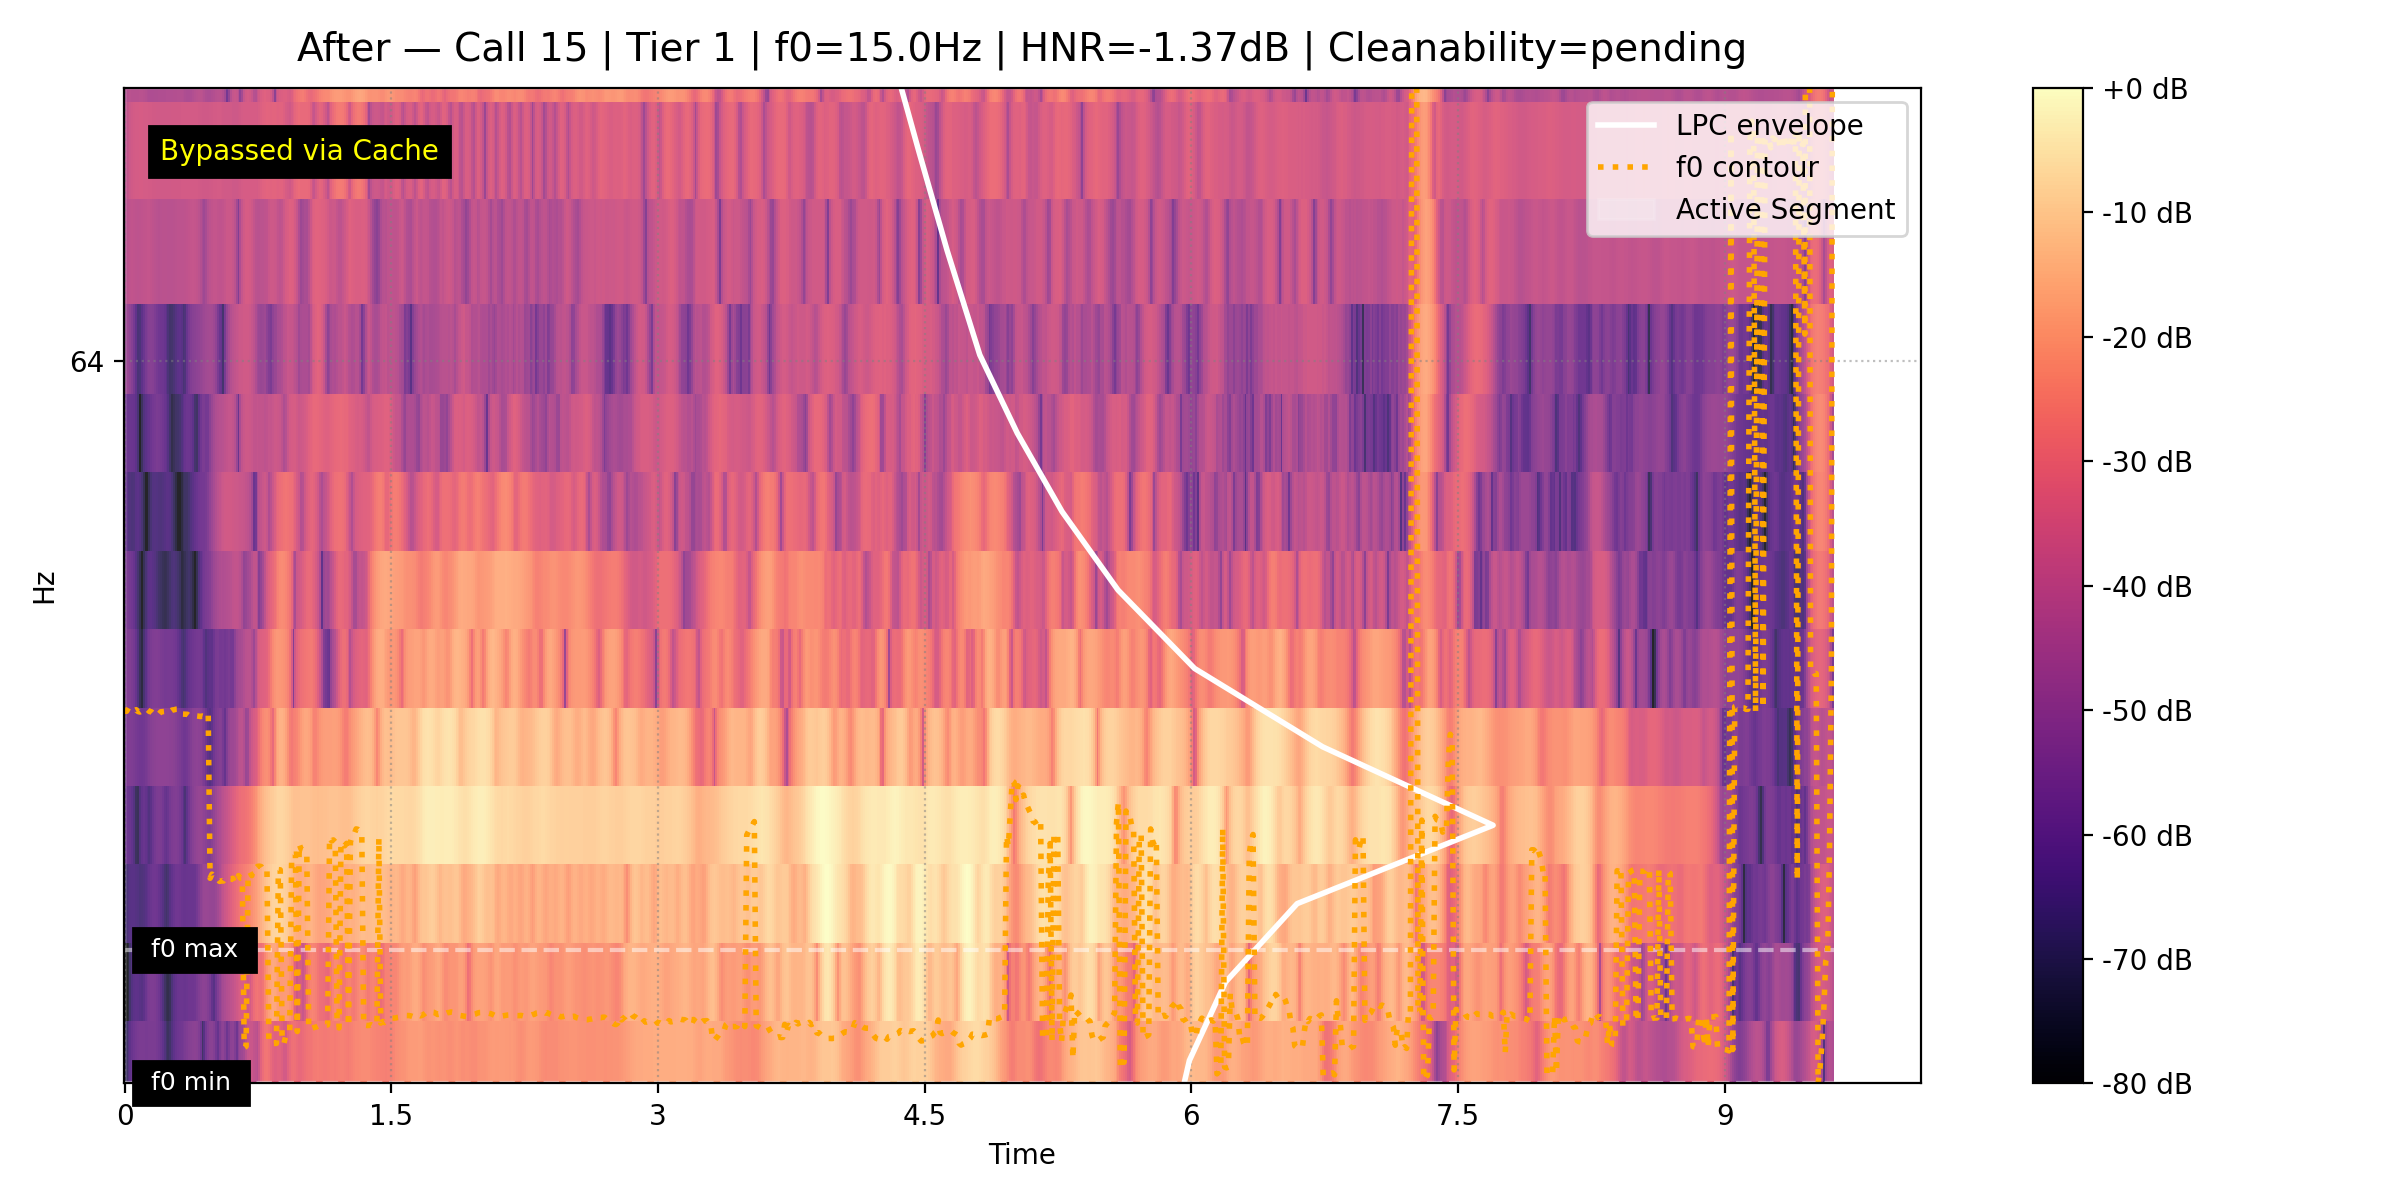 After — Call 15 | Tier 1 | f0=15.0Hz | HNR=-1.37dB | Cleanability=pending
Bypassed via Cache
LPC envelope
f0 contour
Active Segment
64
Hz
f0 max
f0 min
0 1.5 3 4.5 6 7.5 9
Time
+0 dB
-10 dB
-20 dB
-30 dB
-40 dB
-50 dB
-60 dB
-70 dB
-80 dB